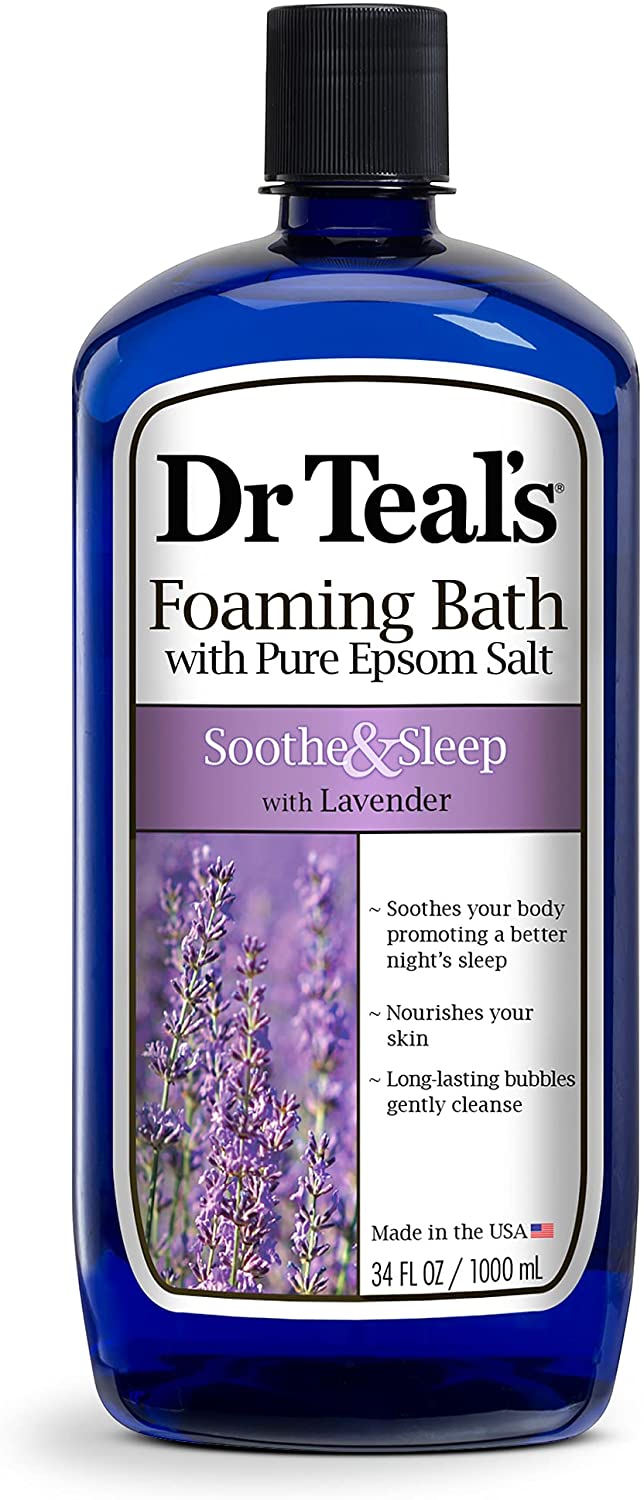 Dr Teal's®
Foaming Bath
with Pure Epsom Salt
Soothe&Sleep
with Lavender
~ Soothes your body
promoting a better
night's sleep
~ Nourishes your
skin
~ Long-lasting bubbles
gently cleanse
Made in the USA
34 FL OZ / 1000 mL